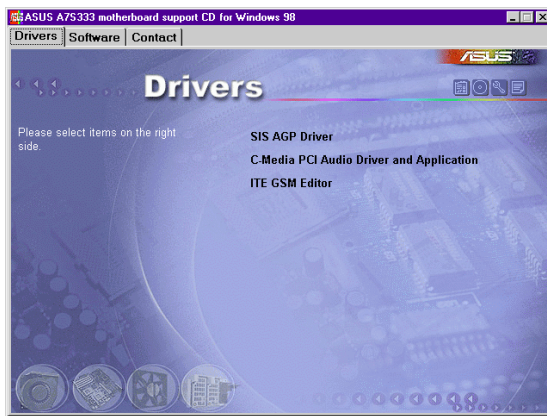 ASUS A7S333 motherboard support CD for Windows 98
Drivers Software Contact
ASUS
Drivers
Please select items on the right
side.
SIS AGP Driver
C-Media PCI Audio Driver and Application
ITE GSM Editor